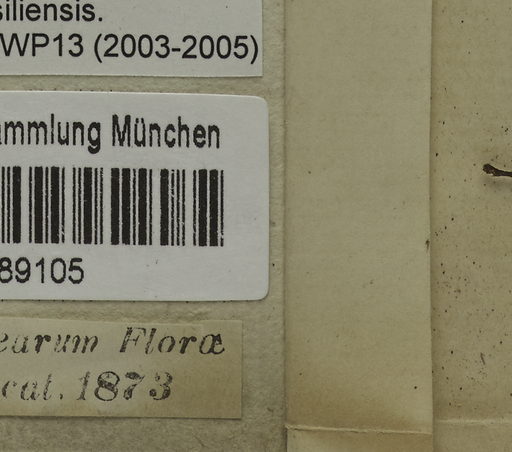 siliensis.
WP13 (2003-2005)
ammlung München
89105
earum Floræ
cat. 1873